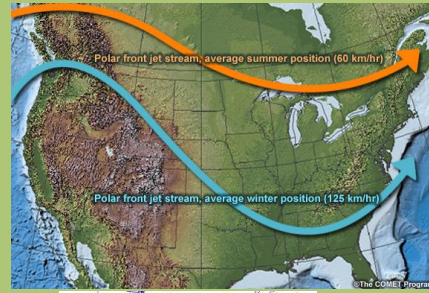 Polar front jet stream, average summer position (60 km/hr)
Polar front jet stream, average winter position (125 km/hr)
©The COMET Program